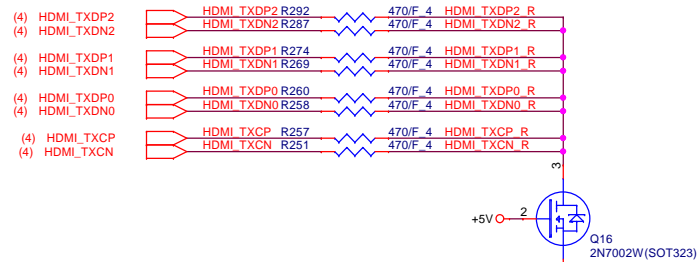 (4) HDMI_TXDP2 HDMI_TXDP2 R292 470/F_4 HDMI_TXDP2_R
(4) HDMI_TXDN2 HDMI_TXDN2 R287 470/F_4 HDMI_TXDN2_R
(4) HDMI_TXDP1 HDMI_TXDP1 R274 470/F_4 HDMI_TXDP1_R
(4) HDMI_TXDN1 HDMI_TXDN1 R269 470/F_4 HDMI_TXDN1_R
(4) HDMI_TXDP0 HDMI_TXDP0 R260 470/F_4 HDMI_TXDP0_R
(4) HDMI_TXDN0 HDMI_TXDN0 R258 470/F_4 HDMI_TXDN0_R
(4) HDMI_TXCP HDMI_TXCP R257 470/F_4 HDMI_TXCP_R
(4) HDMI_TXCN HDMI_TXCN R251 470/F_4 HDMI_TXCN_R
3
+5V 2
Q16
2N7002W(SOT323)